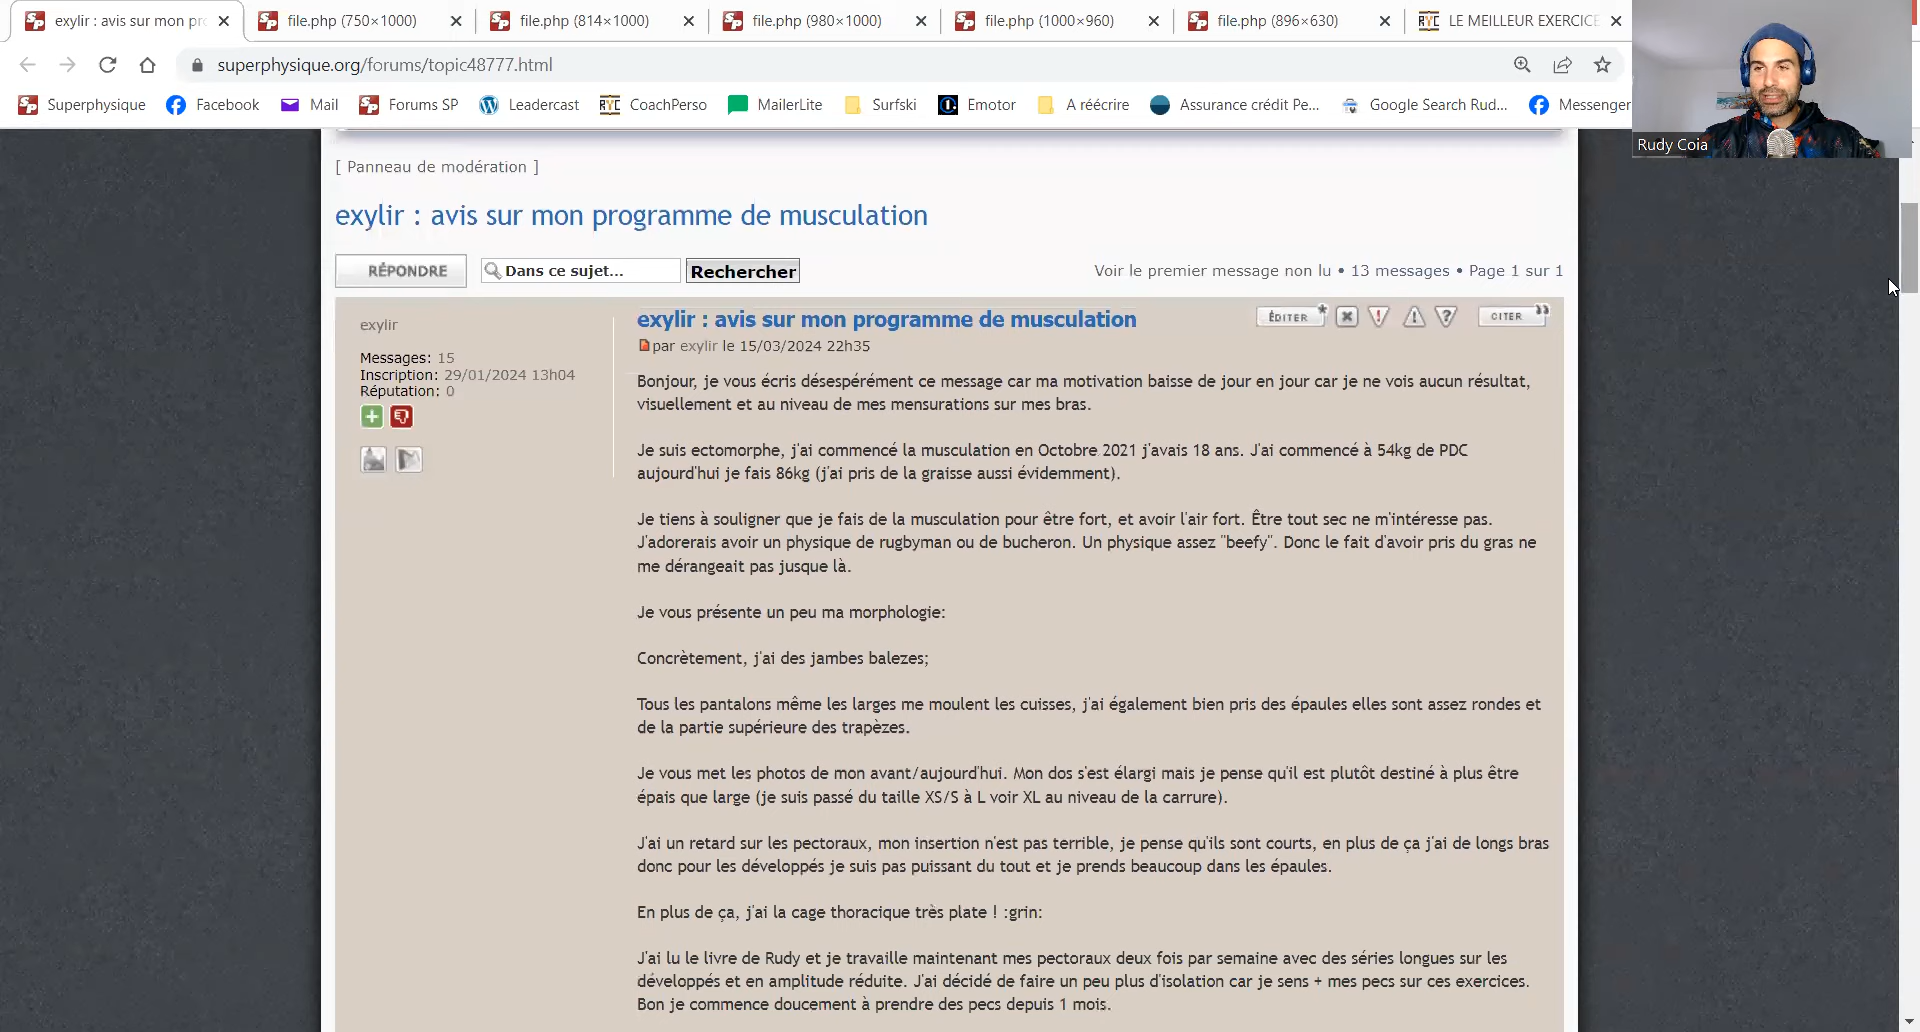 exylir : avis sur mon pr
file.php (750×1000)
file.php (814×1000)
file.php (980×1000)
file.php (1000×960)
file.php (896×630)
RYC
LE MEILLEUR EXERCICE
superphysique.org/forums/topic48777.html
Superphysique
Facebook
Mail
Forums SP
Leadercast
RYC
CoachPerso
MailerLite
Surfski
Emotor
A réécrire
Assurance crédit Pe...
Google Search Rud...
Messenger
Rudy Coia
[ Panneau de modération ]
exylir : avis sur mon programme de musculation
RÉPONDRE
Dans ce sujet...
Rechercher
Voir le premier message non lu • 13 messages • Page 1 sur 1
exylir
Messages: 15
Inscription: 29/01/2024 13h04
Réputation: 0
exylir : avis sur mon programme de musculation
ÉDITER
CITER
par exylir le 15/03/2024 22h35
Bonjour, je vous écris désespérément ce message car ma motivation baisse de jour en jour car je ne vois aucun résultat,
visuellement et au niveau de mes mensurations sur mes bras.
Je suis ectomorphe, j'ai commencé la musculation en Octobre 2021 j'avais 18 ans. J'ai commencé à 54kg de PDC
aujourd'hui je fais 86kg (j'ai pris de la graisse aussi évidemment).
Je tiens à souligner que je fais de la musculation pour être fort, et avoir l'air fort. Être tout sec ne m'intéresse pas.
J'adorerais avoir un physique de rugbyman ou de bucheron. Un physique assez "beefy". Donc le fait d'avoir pris du gras ne
me dérangeait pas jusque là.
Je vous présente un peu ma morphologie:
Concrètement, j'ai des jambes balezes;
Tous les pantalons même les larges me moulent les cuisses, j'ai également bien pris des épaules elles sont assez rondes et
de la partie supérieure des trapèzes.
Je vous met les photos de mon avant/aujourd'hui. Mon dos s'est élargi mais je pense qu'il est plutôt destiné à plus être
épais que large (je suis passé du taille XS/S à L voir XL au niveau de la carrure).
J'ai un retard sur les pectoraux, mon insertion n'est pas terrible, je pense qu'ils sont courts, en plus de ça j'ai de longs bras
donc pour les développés je suis pas puissant du tout et je prends beaucoup dans les épaules.
En plus de ça, j'ai la cage thoracique très plate ! :grin:
J'ai lu le livre de Rudy et je travaille maintenant mes pectoraux deux fois par semaine avec des séries longues sur les
développés et en amplitude réduite. J'ai décidé de faire un peu plus d'isolation car je sens + mes pecs sur ces exercices.
Bon je commence doucement à prendre des pecs depuis 1 mois.